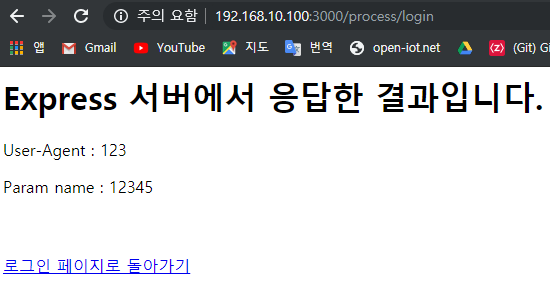 주의 요함 192.168.10.100:3000/process/login
앱 Gmail YouTube 지도 번역 open-iot.net {z} (Git) Gi
Express 서버에서 응답한 결과입니다.
User-Agent : 123
Param name : 12345
로그인 페이지로 돌아가기